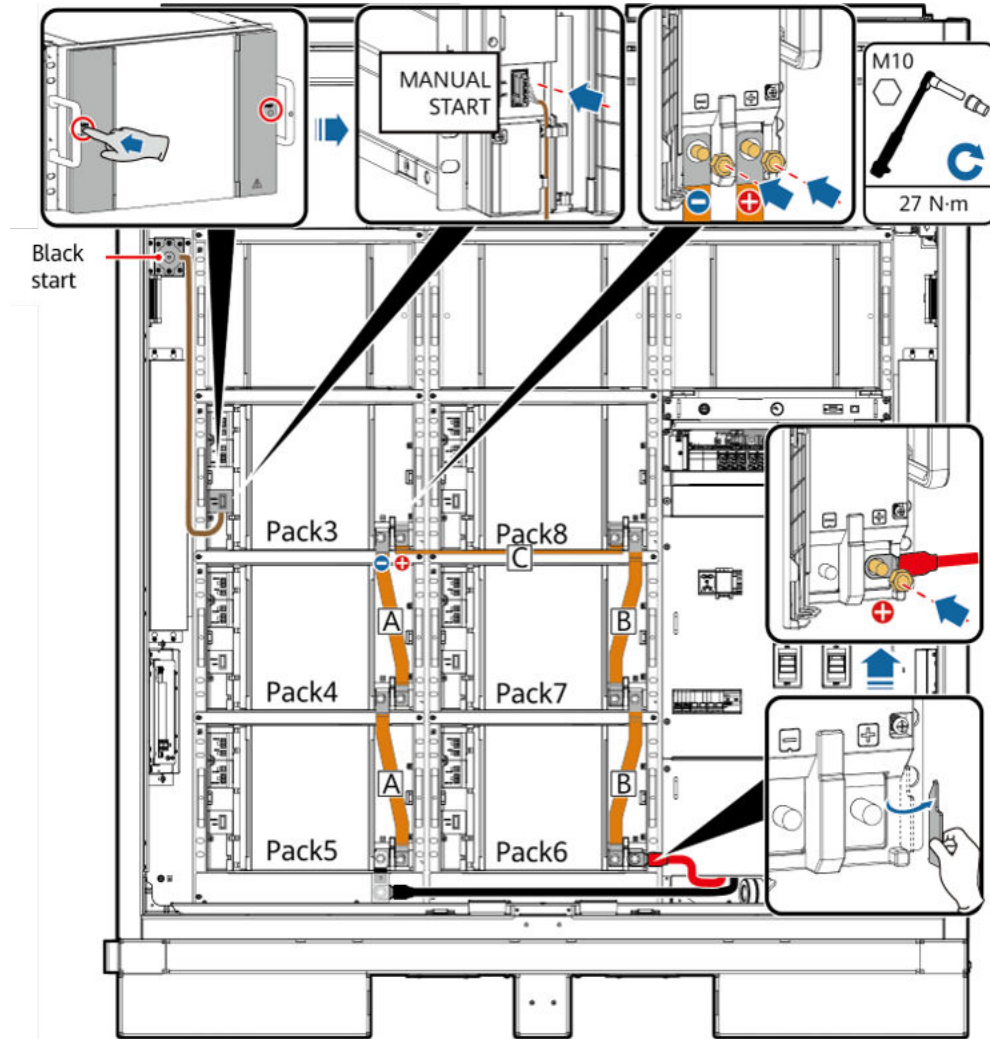 MANUAL
START
M10
27 N·m
− +
− +
Black
start
Pack3
Pack8
C
− +
− +
+
A
B
Pack4
Pack7
− +
A
B
Pack5
Pack6